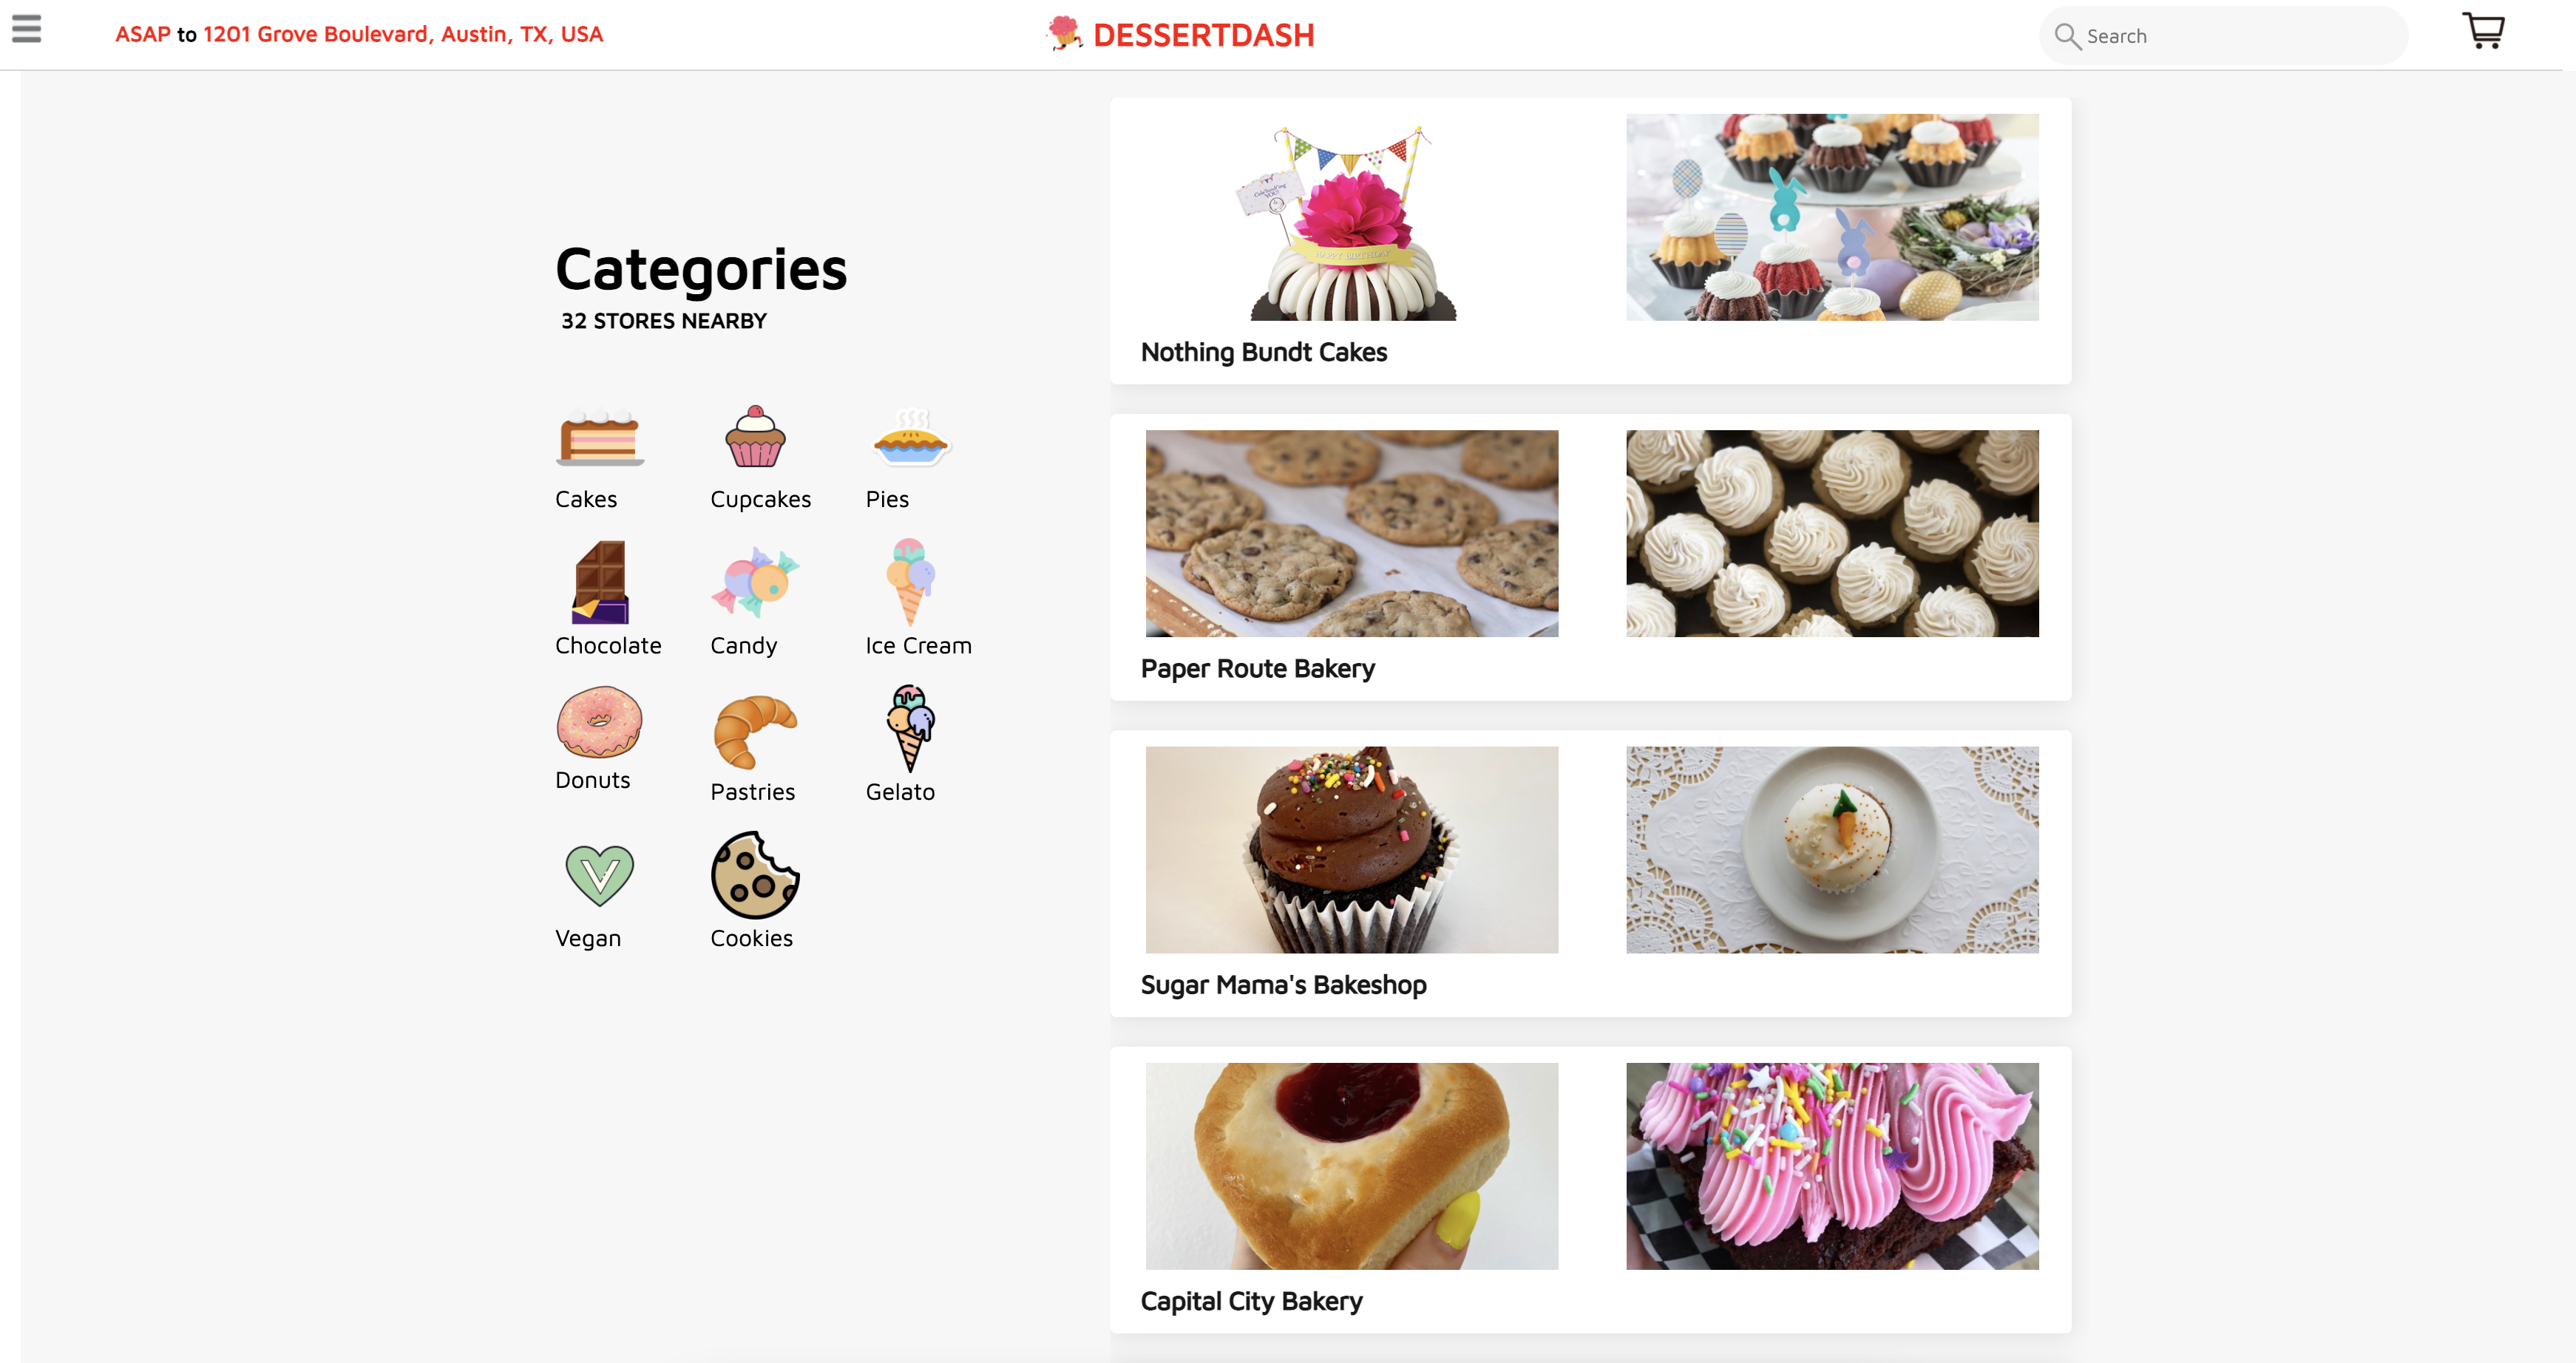 ASAP to 1201 Grove Boulevard, Austin, TX, USA
DESSERTDASH
Search
Categories
32 STORES NEARBY
Cakes
Cupcakes
Pies
Chocolate
Candy
Ice Cream
Donuts
Pastries
Gelato
Vegan
Cookies
Nothing Bundt Cakes
Paper Route Bakery
Sugar Mama's Bakeshop
Capital City Bakery